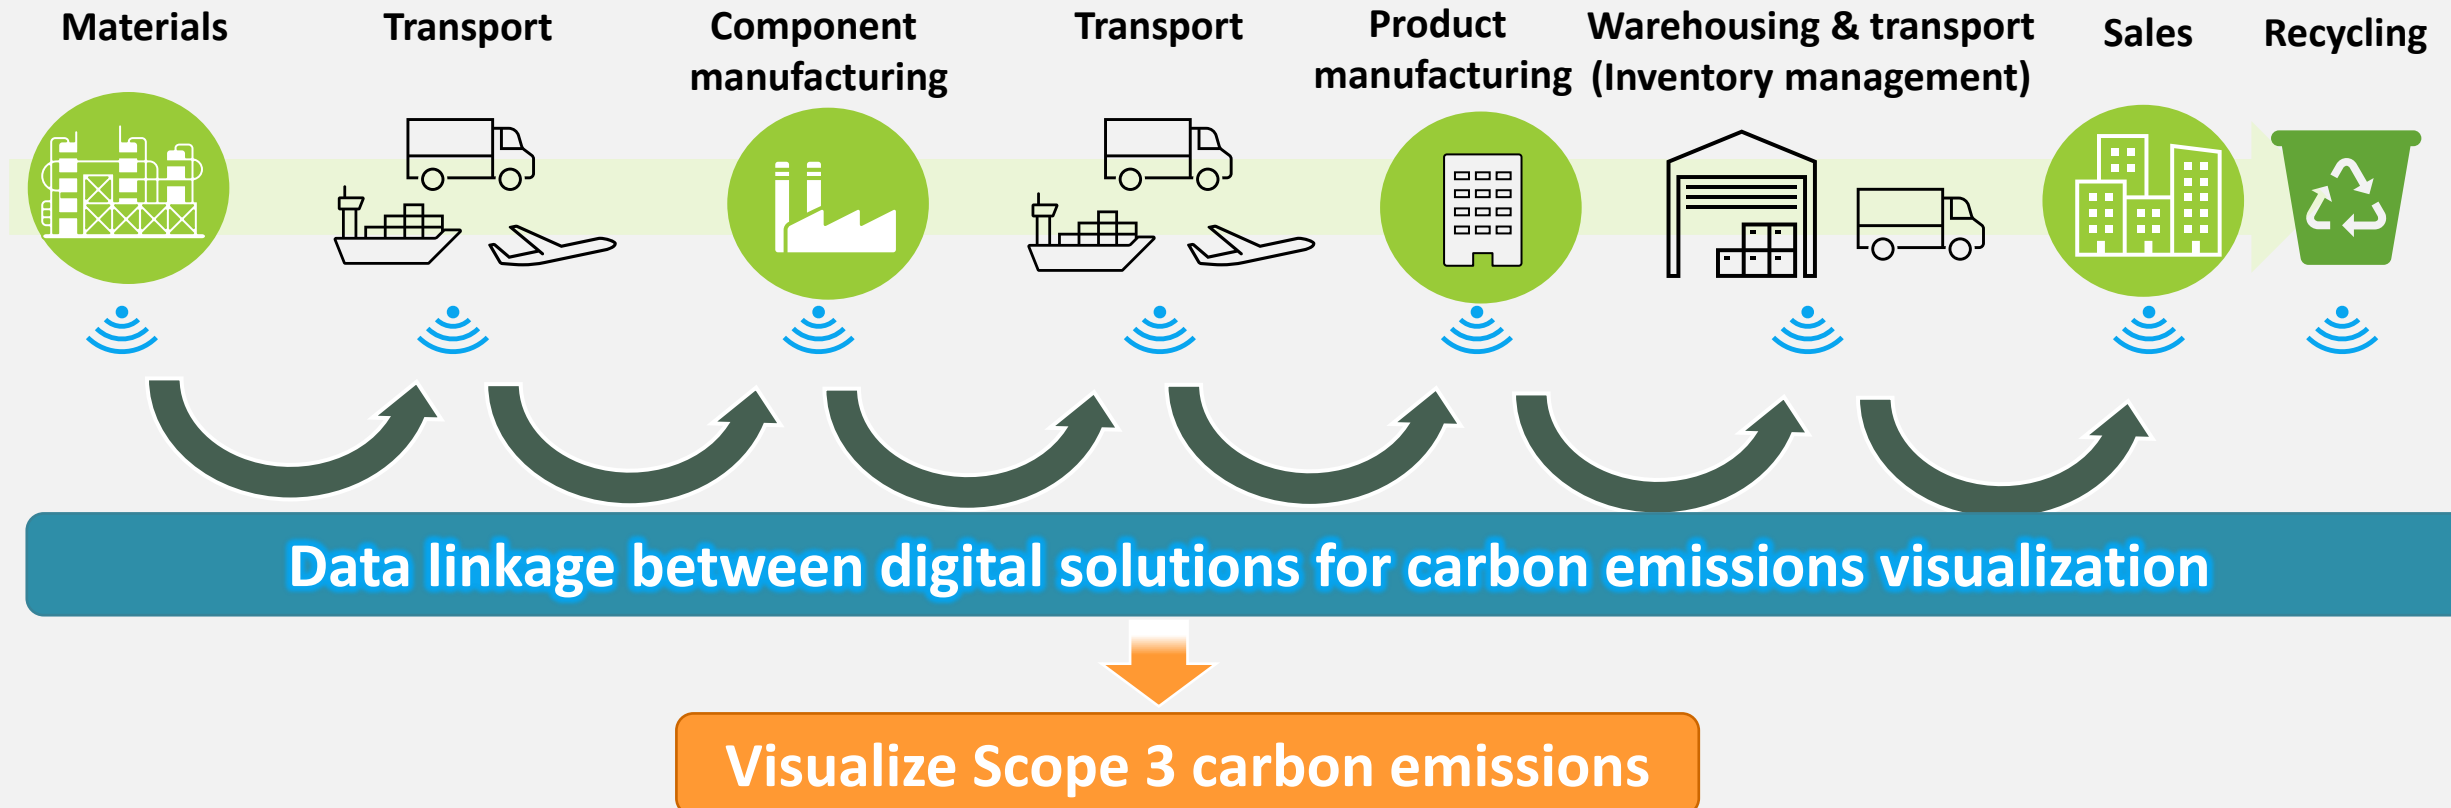 Materials
Transport
Component
manufacturing
Transport
Product
manufacturing
Warehousing & transport
(Inventory management)
Sales
Recycling
Data linkage between digital solutions for carbon emissions visualization
Visualize Scope 3 carbon emissions